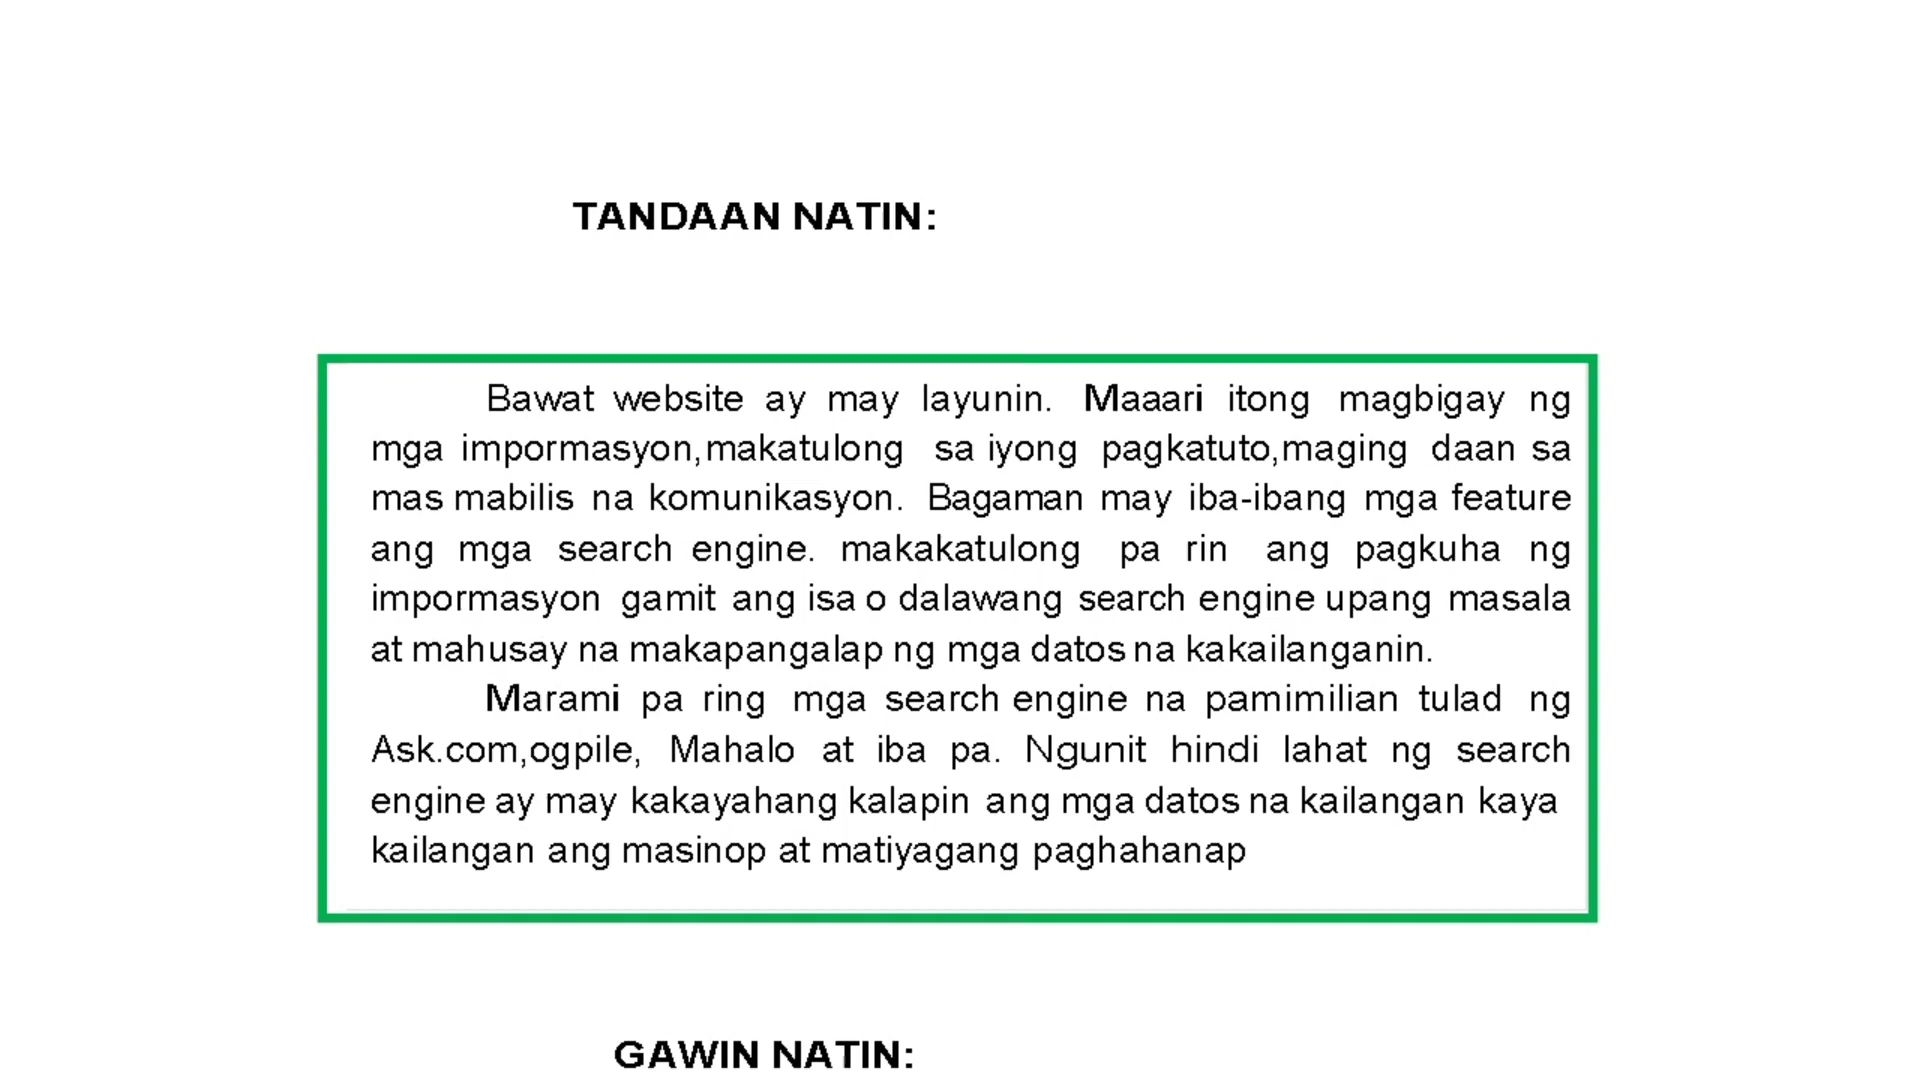 TANDAAN NATIN:
Bawat website ay may layunin. Maaari itong magbigay ng
mga impormasyon,makatulong sa iyong pagkatuto,maging daan sa
mas mabilis na komunikasyon. Bagaman may iba-ibang mga feature
ang mga search engine. makakatulong pa rin ang pagkuha ng
impormasyon gamit ang isa o dalawang search engine upang masala
at mahusay na makapangalap ng mga datos na kakailanganin.
Marami pa ring mga search engine na pamimilian tulad ng
Ask.com,ogpile, Mahalo at iba pa. Ngunit hindi lahat ng search
engine ay may kakayahang kalapin ang mga datos na kailangan kaya
kailangan ang masinop at matiyagang paghahanap
GAWIN NATIN: